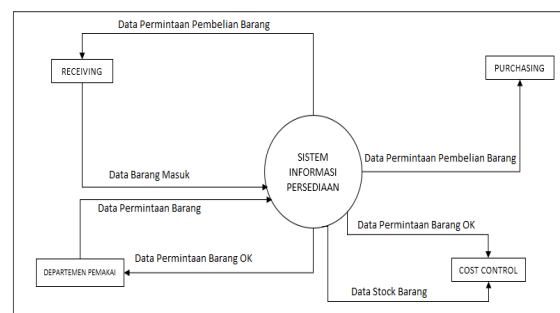 Data Permintaan Pembelian Barang
RECEIVING
PURCHASING
SISTEM
INFORMASI
PERSEDIAAN
Data Permintaan Pembelian Barang
Data Barang Masuk
Data Permintaan Barang
Data Permintaan Barang OK
Data Permintaan Barang OK
DEPARTEMEN PEMAKAI
COST CONTROL
Data Stock Barang